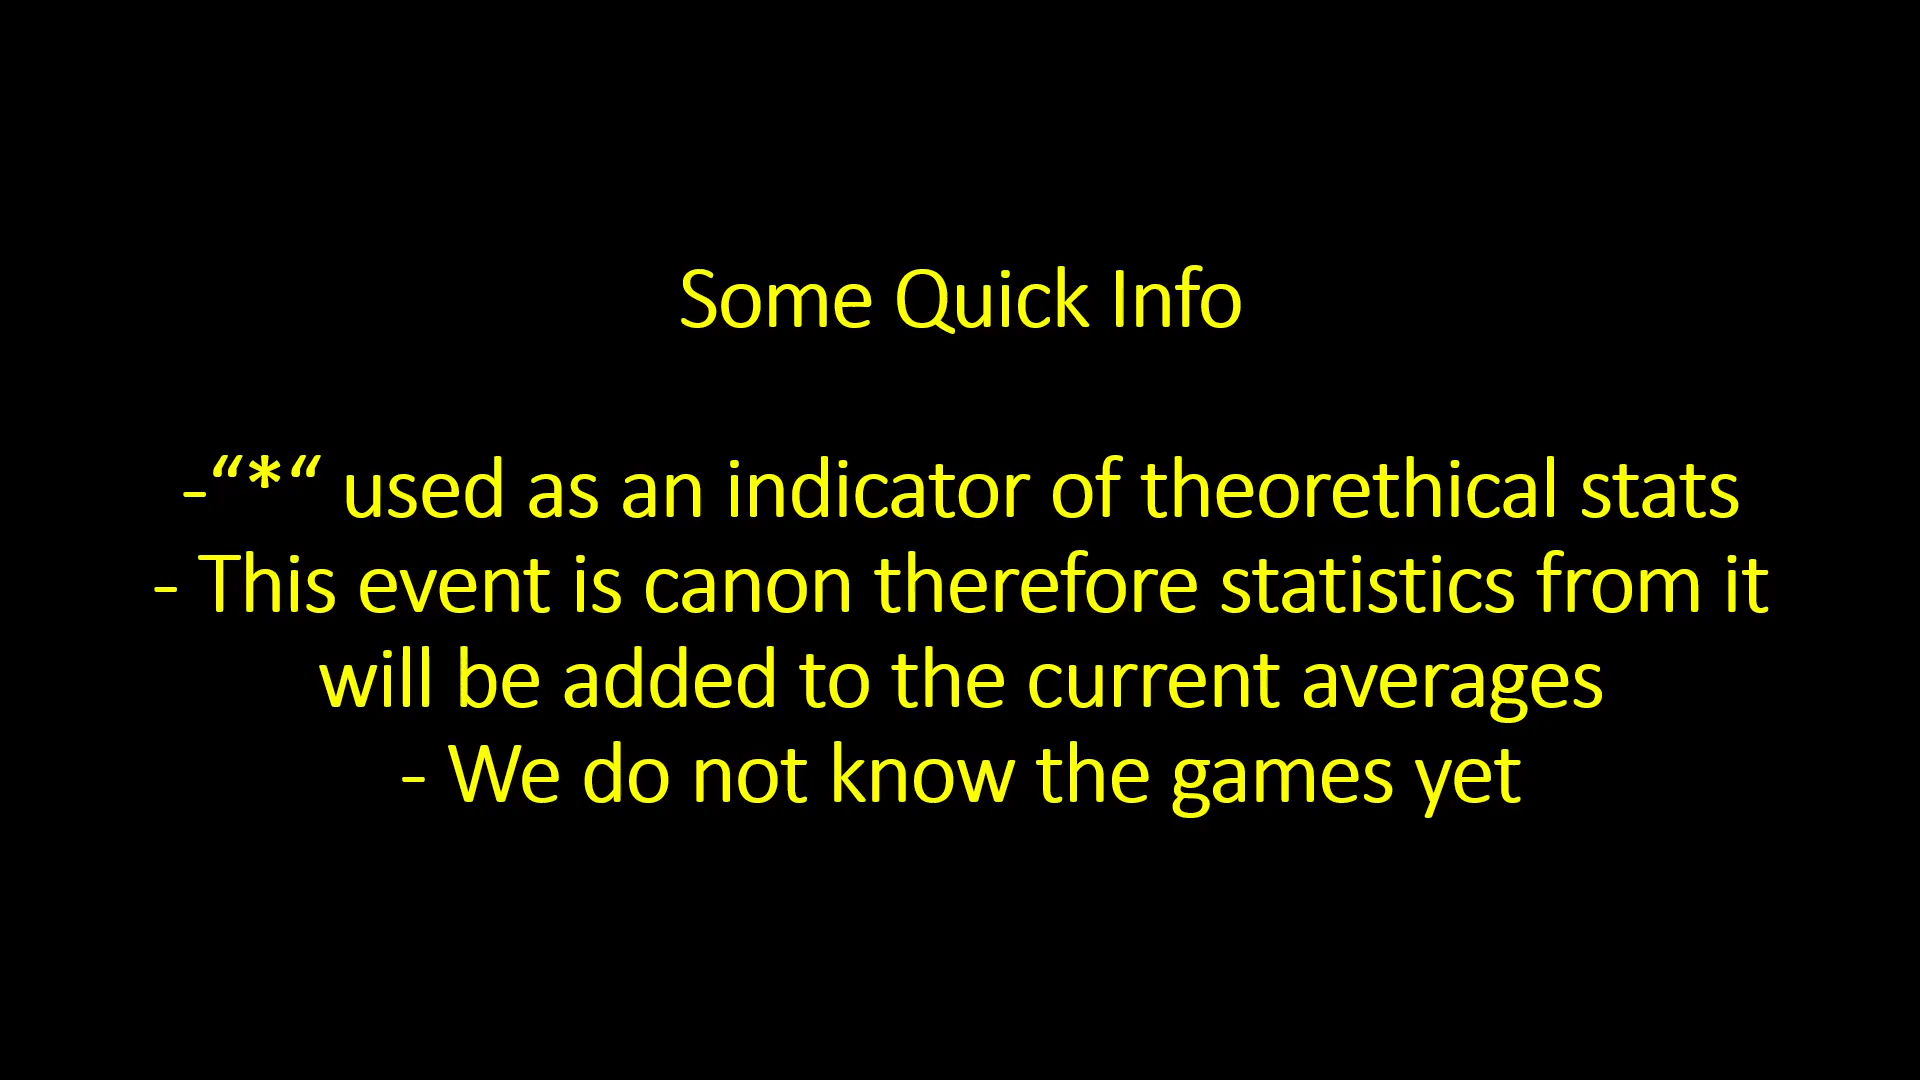 Some Quick Info
-“*“ used as an indicator of theorethical stats
- This event is canon therefore statistics from it
will be added to the current averages
- We do not know the games yet